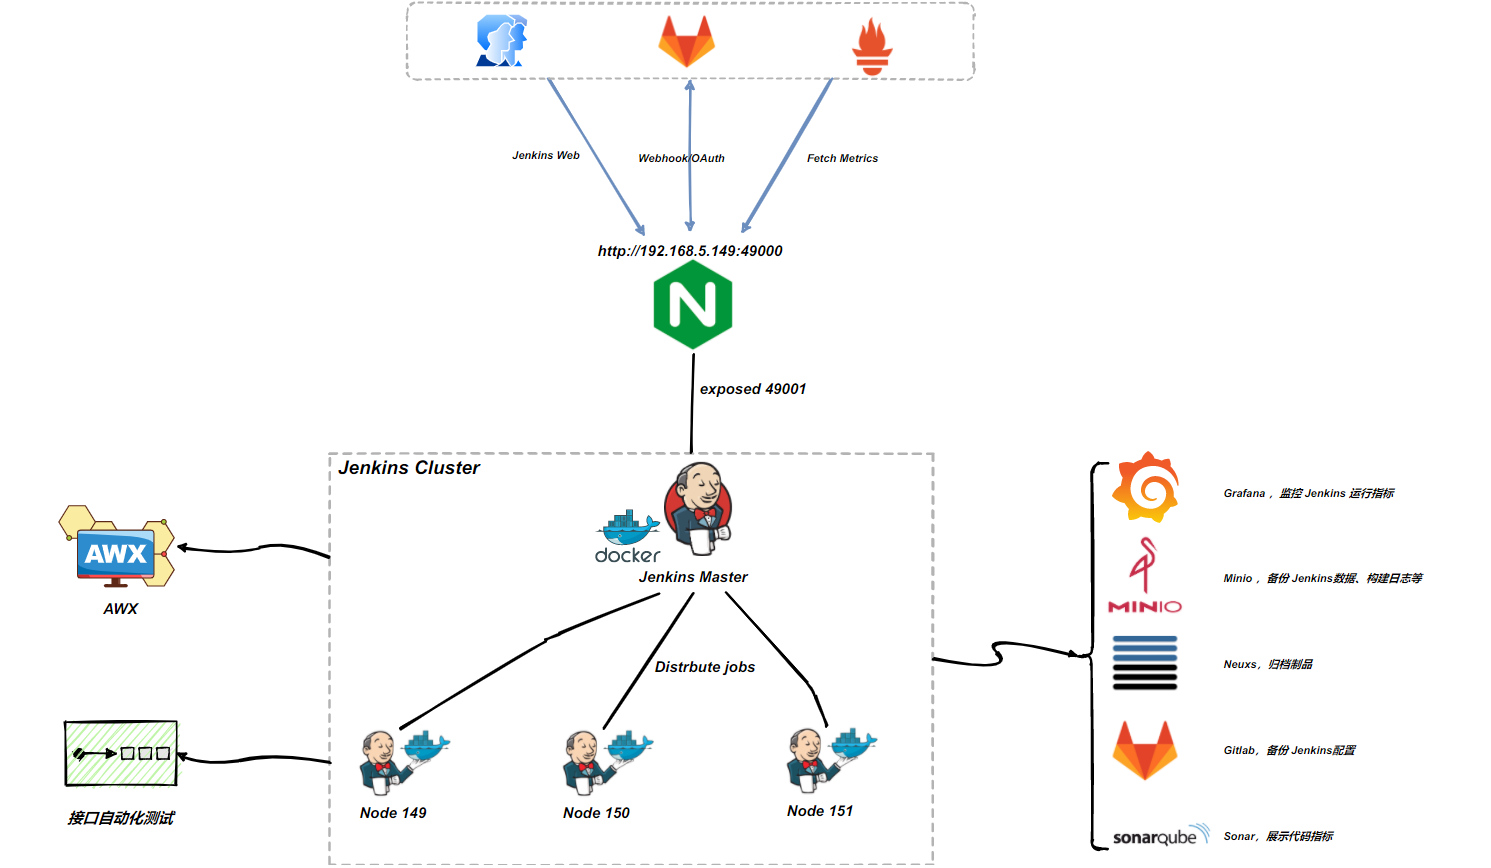 Jenkins Web
Webhook/OAuth
Fetch Metrics
http://192.168.5.149:49000
N
exposed 49001
Jenkins Cluster
docker
Jenkins Master
AWX
AWX
Distrbute jobs
接口自动化测试
Node 149
Node 150
Node 151
Grafana ，监控 Jenkins 运行指标
MINIO
Minio ，备份 Jenkins数据、构建日志等
Neuxs，归档制品
Gitlab，备份 Jenkins配置
sonarqube
Sonar，展示代码指标